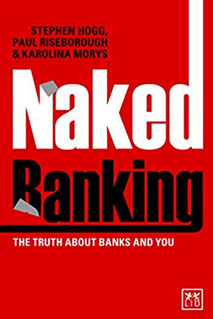 STEPHEN HOGG,
PAUL RISEBOROUGH
& KAROLINA MORYS
Naked
Banking
THE TRUTH ABOUT BANKS AND YOU
LID